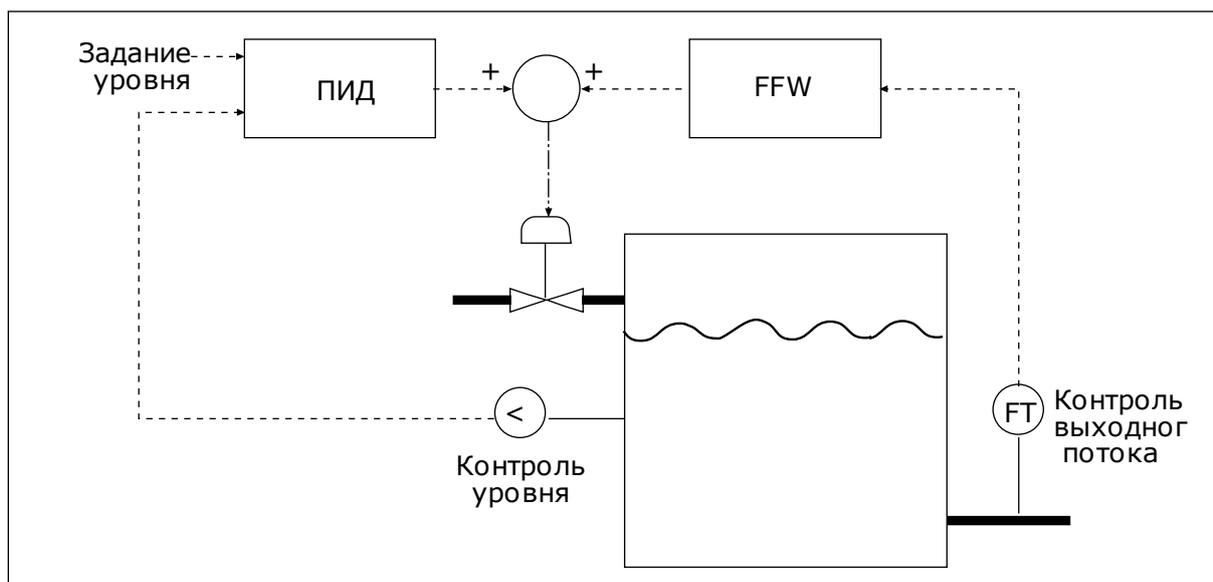 Задание
уровня
ПИД
+
+
FFW
<
Контроль
уровня
FT
Контроль
выходног
потока